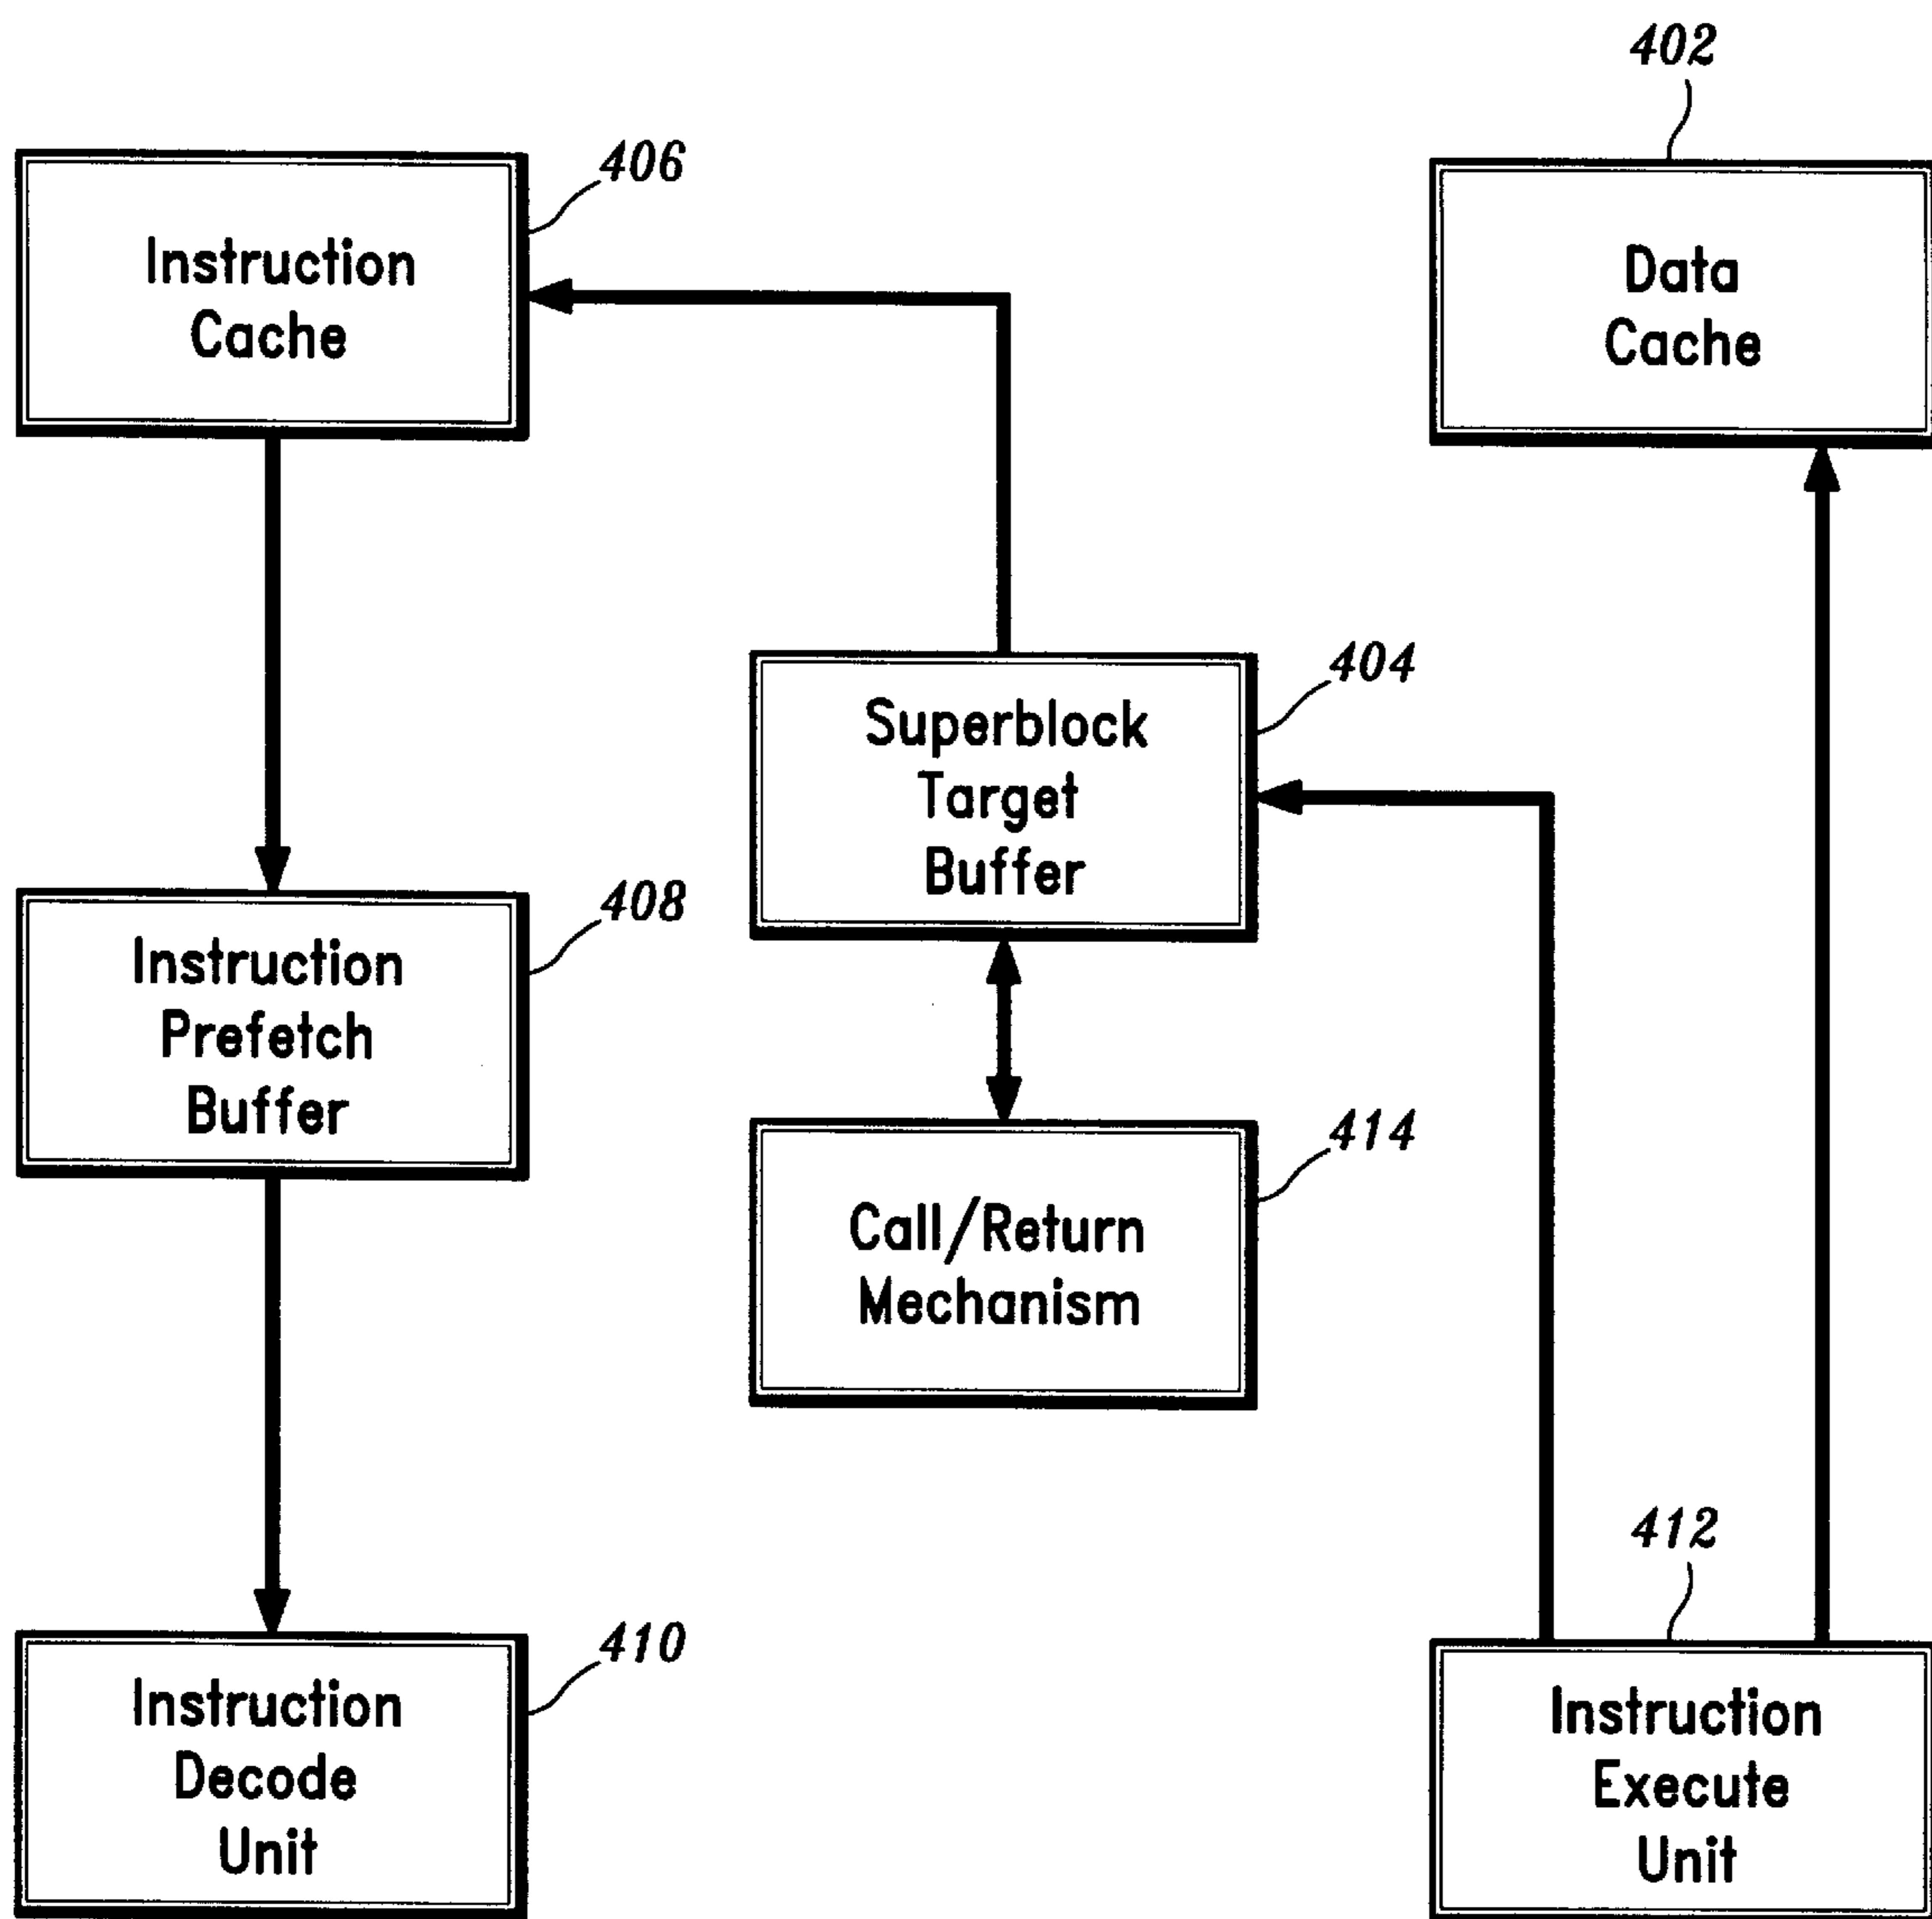 402
406
Instruction
Cache
Data
Cache
404
Superblock
Target
Buffer
408
Instruction
Prefetch
Buffer
414
Call/Return
Mechanism
412
410
Instruction
Decode
Unit
Instruction
Execute
Unit